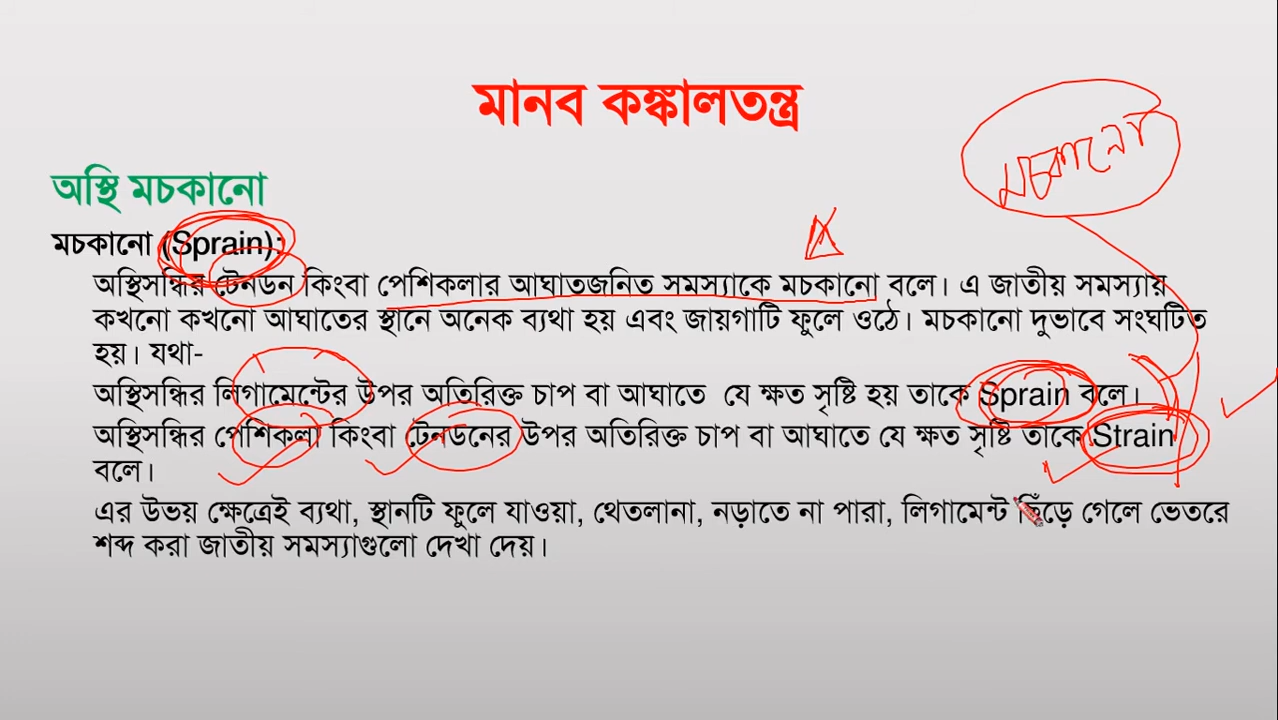 মানব কঙ্কালতন্ত্র
মচকানো
অস্থি মচকানো
মচকানো (Sprain):
অস্থিসন্ধির টেনডন কিংবা পেশিকলার আঘাতজনিত সমস্যাকে মচকানো বলে। এ জাতীয় সমস্যায়
কখনো কখনো আঘাতের স্থানে অনেক ব্যথা হয় এবং জায়গাটি ফুলে ওঠে। মচকানো দুভাবে সংঘটিত
হয়। যথা-
অস্থিসন্ধির লিগামেন্টের উপর অতিরিক্ত চাপ বা আঘাতে যে ক্ষত সৃষ্টি হয় তাকে Sprain বলে।
অস্থিসন্ধির পেশিকলা কিংবা টেনডনের উপর অতিরিক্ত চাপ বা আঘাতে যে ক্ষত সৃষ্টি তাকে Strain
বলে।
এর উভয় ক্ষেত্রেই ব্যথা, স্থানটি ফুলে যাওয়া, থেতলানা, নড়াতে না পারা, লিগামেন্ট ছিঁড়ে গেলে ভেতরে
শব্দ করা জাতীয় সমস্যাগুলো দেখা দেয়।